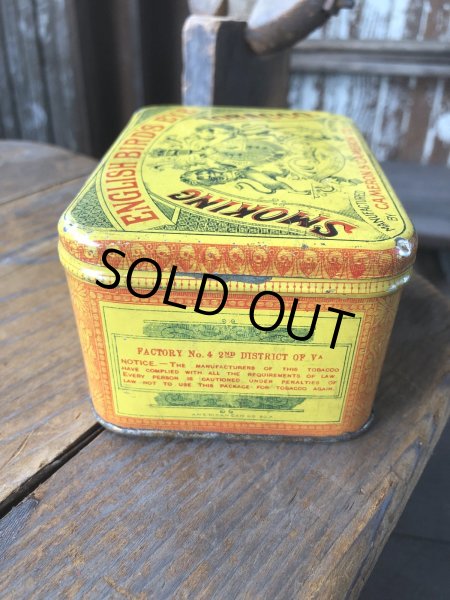 ENGLISH BIRDS
SMOKING
MANUFACTURED
BY CAMERON &
SOLD OUT
FACTORY No. 4 2ND DISTRICT OF VA
NOTICE.—THE MANUFACTURERS OF THIS TOBACCO
HAVE COMPLIED WITH ALL THE REQUIREMENTS OF LAW.
EVERY PERSON IS CAUTIONED, UNDER PENALTIES OF
LAW NOT TO USE THIS PACKAGE FOR TOBACCO AGAIN.